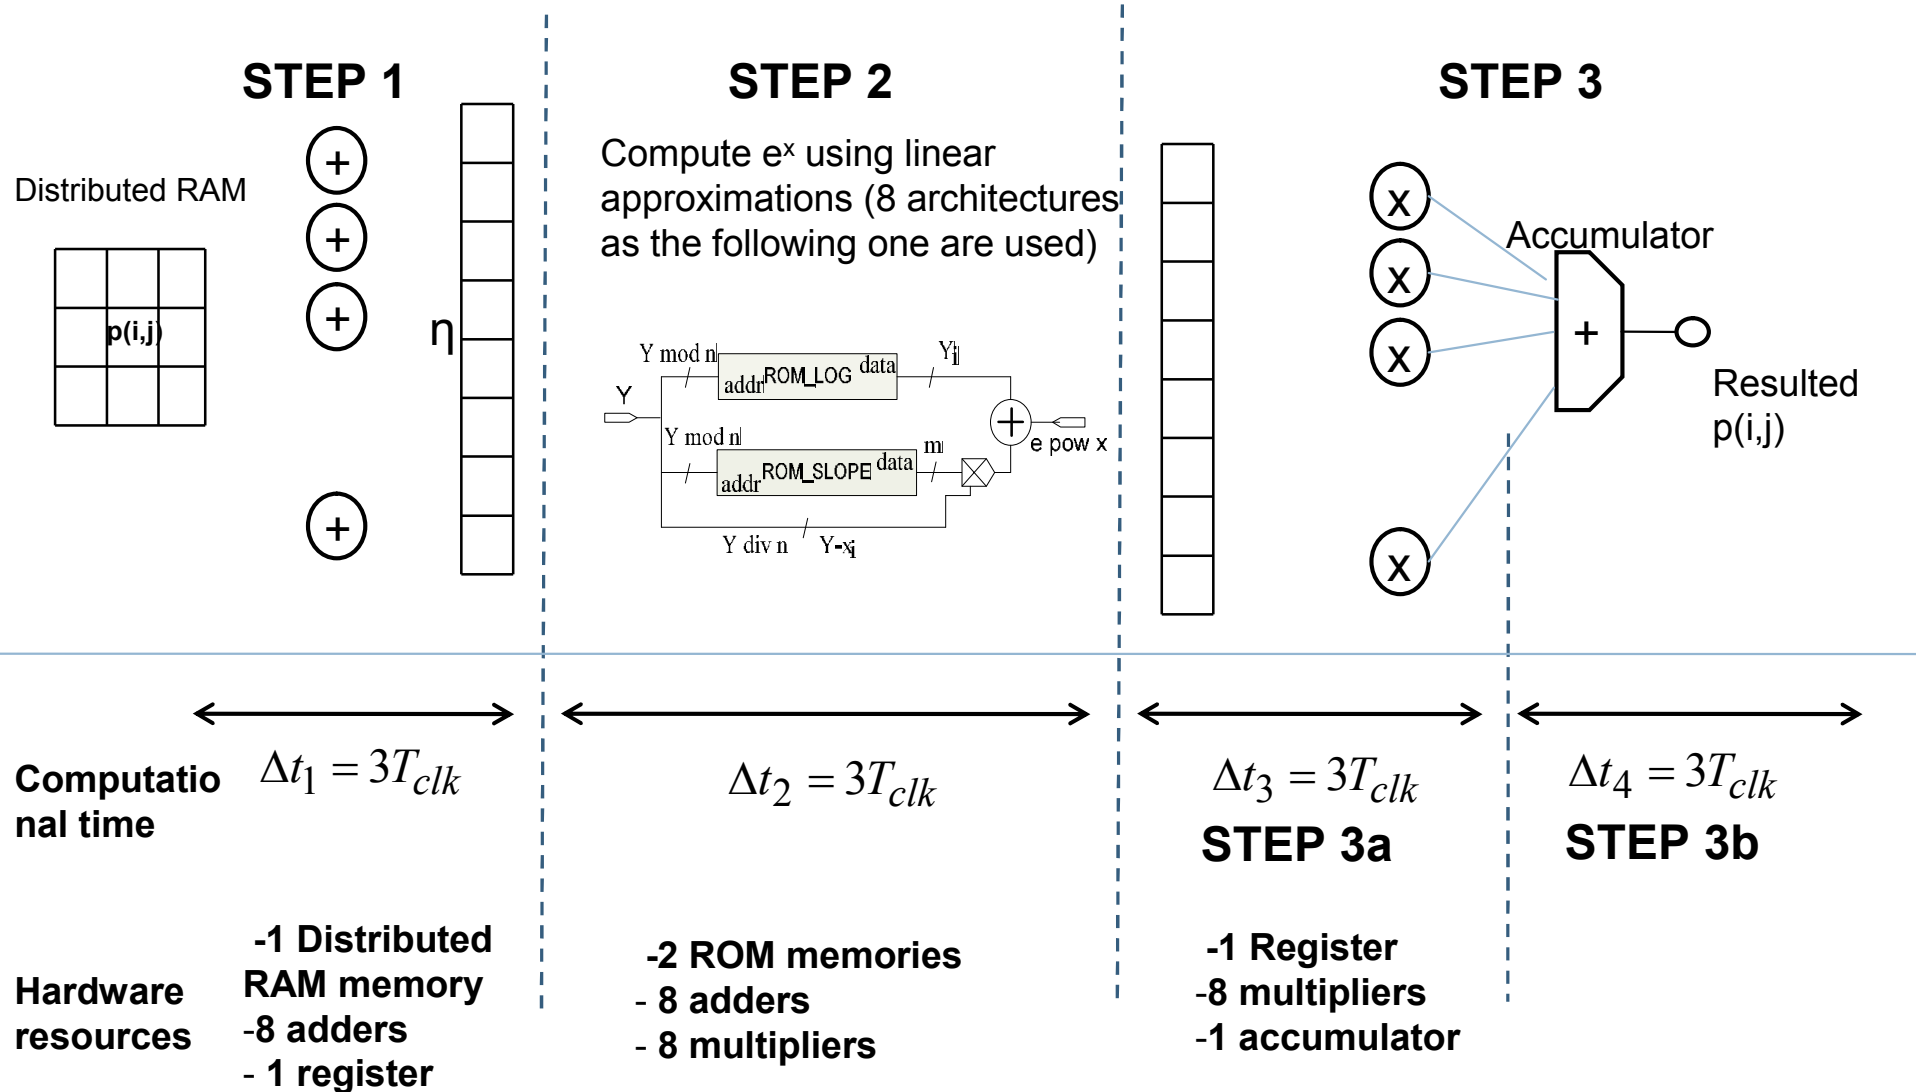 STEP 1
STEP 2
STEP 3
Distributed RAM
p(i,j)
+
+
+
+
η
Compute eˣ using linear
approximations (8 architectures
as the following one are used)
Y
Y mod n
addr ROM_LOG data
Yi
Y mod n
addr ROM_SLOPE data
m
+
e pow x
Y div n
Y-xi
x
x
x
x
Accumulator
+
Resulted
p(i,j)
Computatio
nal time
Δt₁ = 3T_clk
Δt₂ = 3T_clk
Δt₃ = 3T_clk
STEP 3a
Δt₄ = 3T_clk
STEP 3b
Hardware
resources
-1 Distributed
RAM memory
-8 adders
- 1 register
-2 ROM memories
- 8 adders
- 8 multipliers
-1 Register
-8 multipliers
-1 accumulator